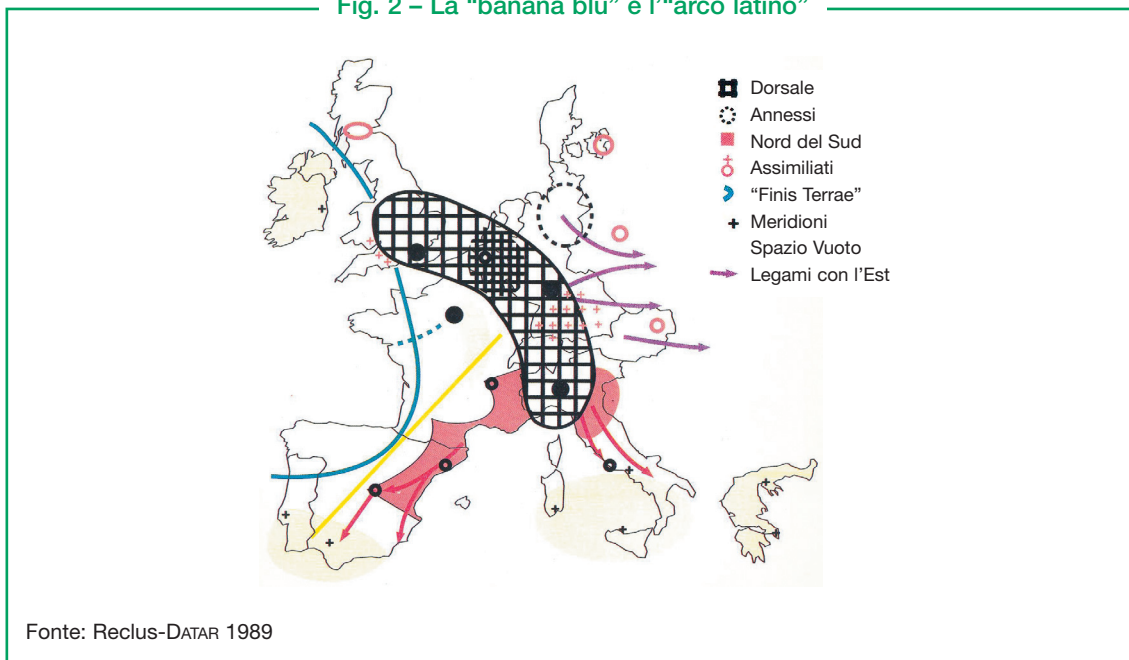 Fig. 2 – La “banana blu” e l’“arco latino”
Dorsale
Annessi
Nord del Sud
Assimiliati
“Finis Terrae”
Meridioni
Spazio Vuoto
Legami con l’Est
Fonte: Reclus-DATAR 1989